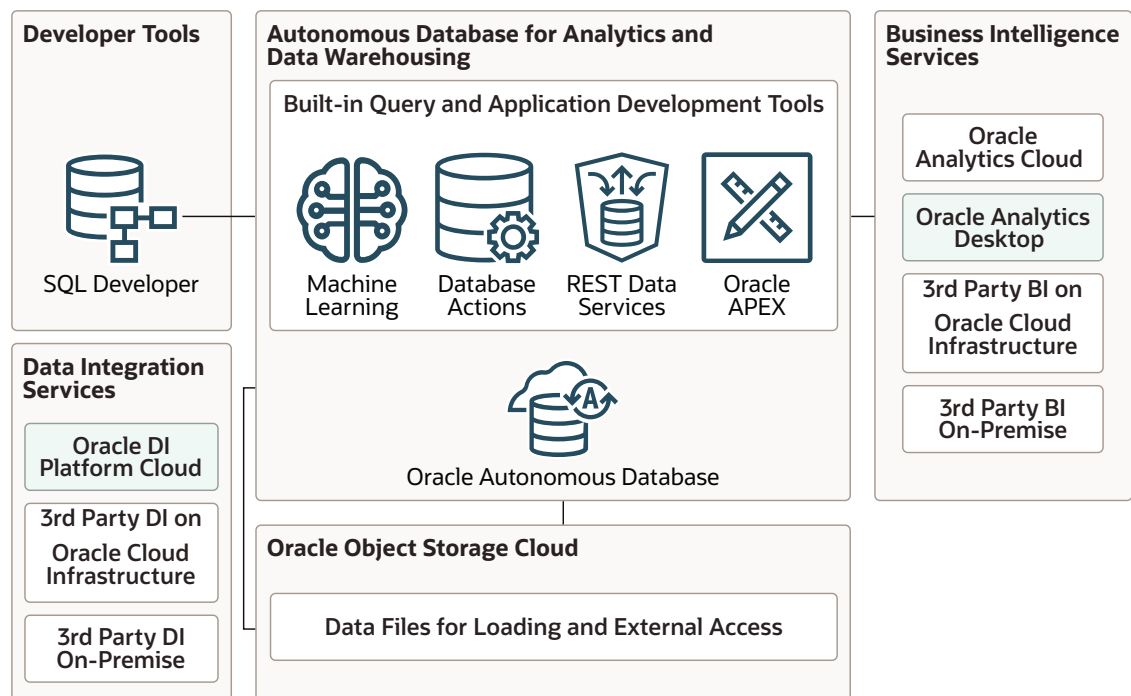 Developer Tools
SQL Developer
Data Integration
Services
Oracle DI
Platform Cloud
3rd Party DI on
Oracle Cloud
Infrastructure
3rd Party DI
On-Premise
Autonomous Database for Analytics and
Data Warehousing
Built-in Query and Application Development Tools
Machine
Learning
Database
Actions
REST Data
Services
Oracle
APEX
A
Oracle Autonomous Database
Oracle Object Storage Cloud
Data Files for Loading and External Access
Business Intelligence
Services
Oracle
Analytics Cloud
Oracle Analytics
Desktop
3rd Party BI on
Oracle Cloud
Infrastructure
3rd Party BI
On-Premise